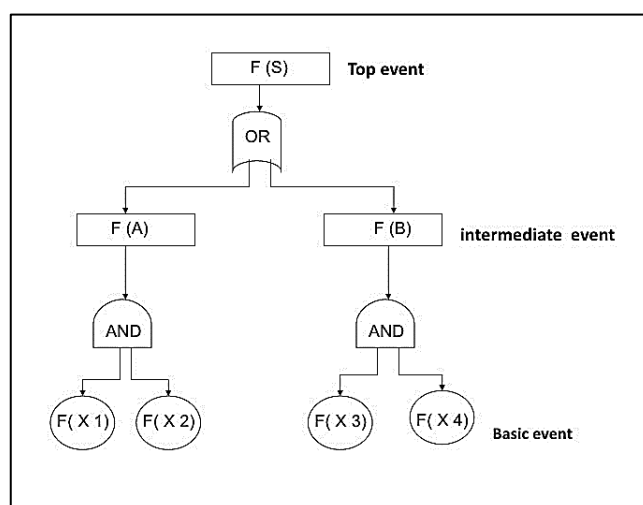 F (S) Top event
OR
F (A) F (B) intermediate event
AND AND
F( X 1) F( X 2) F( X 3) F( X 4)
Basic event